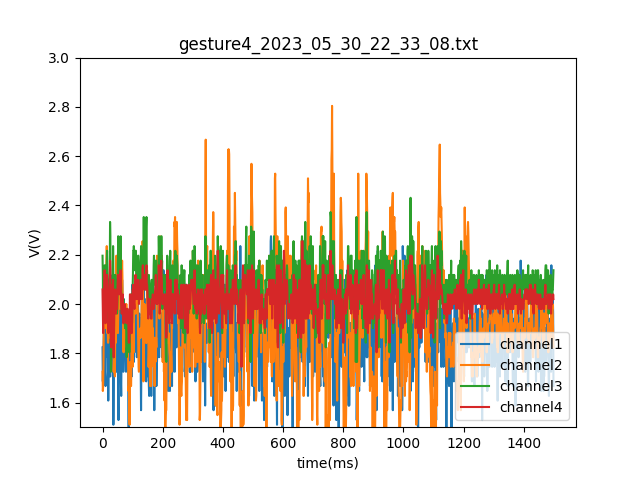 gesture4_2023_05_30_22_33_08.txt
3.0
2.8
2.6
2.4
2.2
2.0
1.8
1.6
V(V)
channel1
channel2
channel3
channel4
0 200 400 600 800 1000 1200 1400
time(ms)